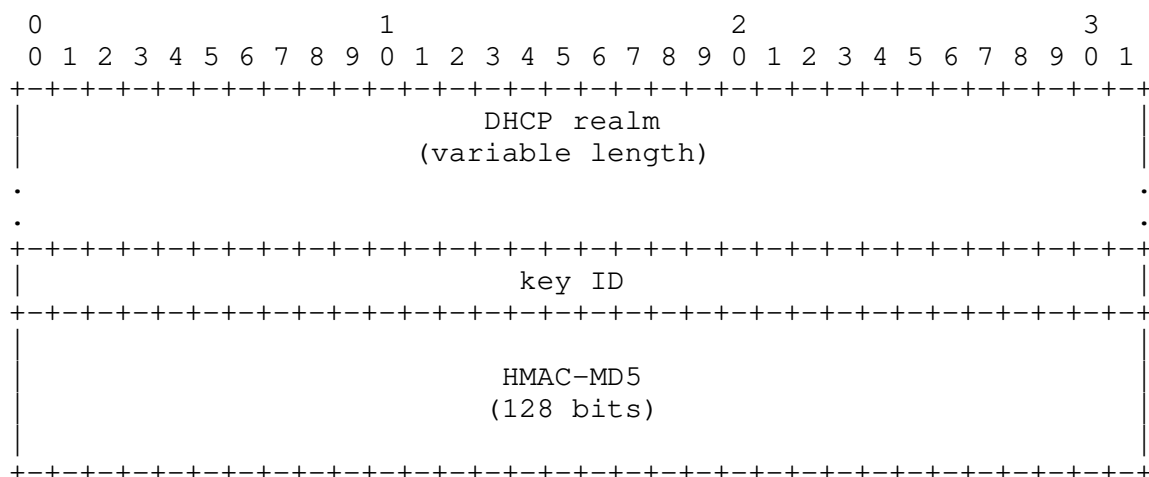 0                   1                   2                   3
0 1 2 3 4 5 6 7 8 9 0 1 2 3 4 5 6 7 8 9 0 1 2 3 4 5 6 7 8 9 0 1
+-+-+-+-+-+-+-+-+-+-+-+-+-+-+-+-+-+-+-+-+-+-+-+-+-+-+-+-+-+-+-+-+
| DHCP realm |
| (variable length) |
. .
. .
+-+-+-+-+-+-+-+-+-+-+-+-+-+-+-+-+-+-+-+-+-+-+-+-+-+-+-+-+-+-+-+-+
| key ID |
+-+-+-+-+-+-+-+-+-+-+-+-+-+-+-+-+-+-+-+-+-+-+-+-+-+-+-+-+-+-+-+-+
| |
| HMAC-MD5 |
| (128 bits) |
| |
+-+-+-+-+-+-+-+-+-+-+-+-+-+-+-+-+-+-+-+-+-+-+-+-+-+-+-+-+-+-+-+-+